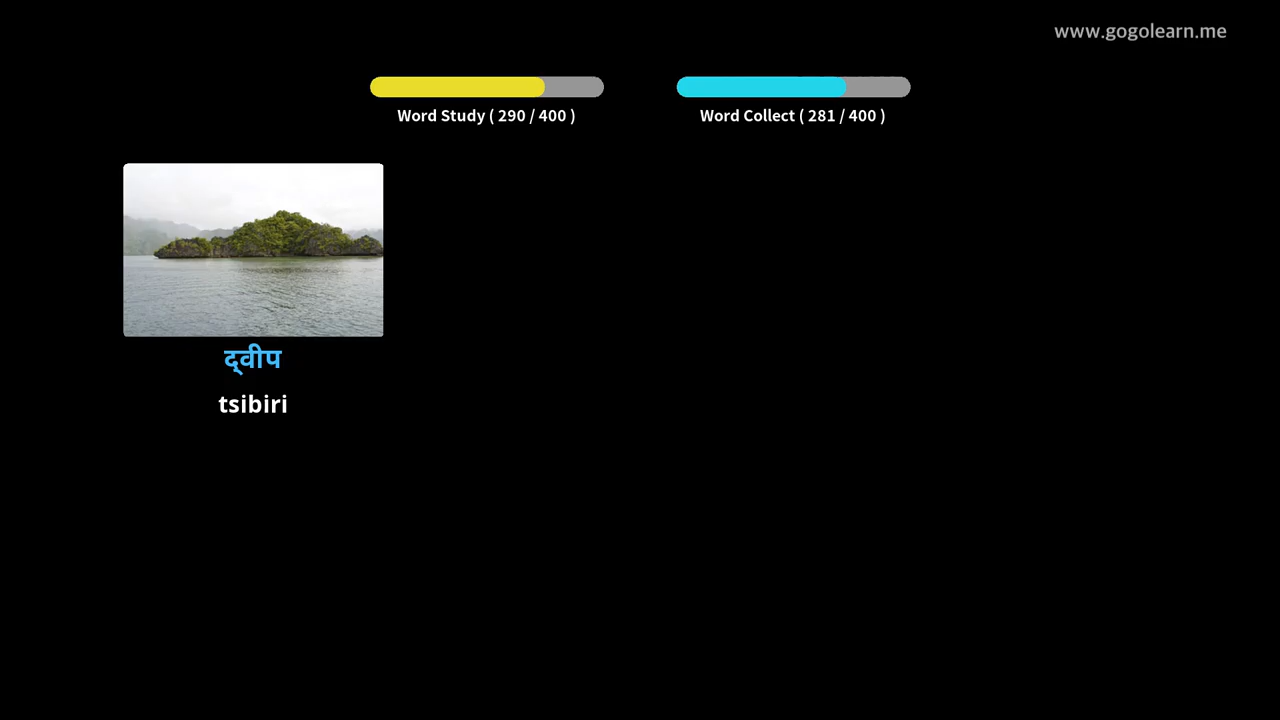 www.gogolearn.me
Word Study ( 290 / 400 )
Word Collect ( 281 / 400 )
द्वीप
tsibiri